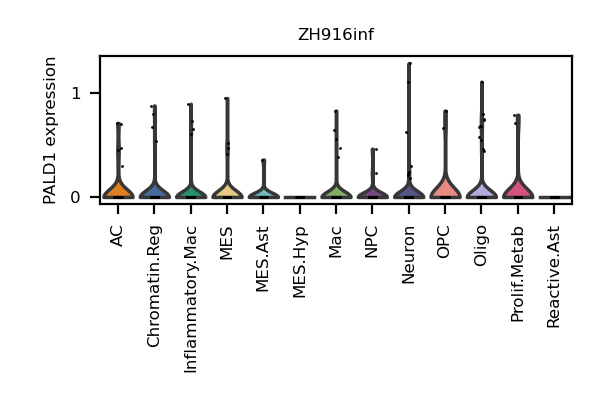 ZH916inf
PALD1 expression
1
0
AC
Chromatin.Reg
Inflammatory.Mac
MES
MES.Ast
MES.Hyp
Mac
NPC
Neuron
OPC
Oligo
Prolif.Metab
Reactive.Ast